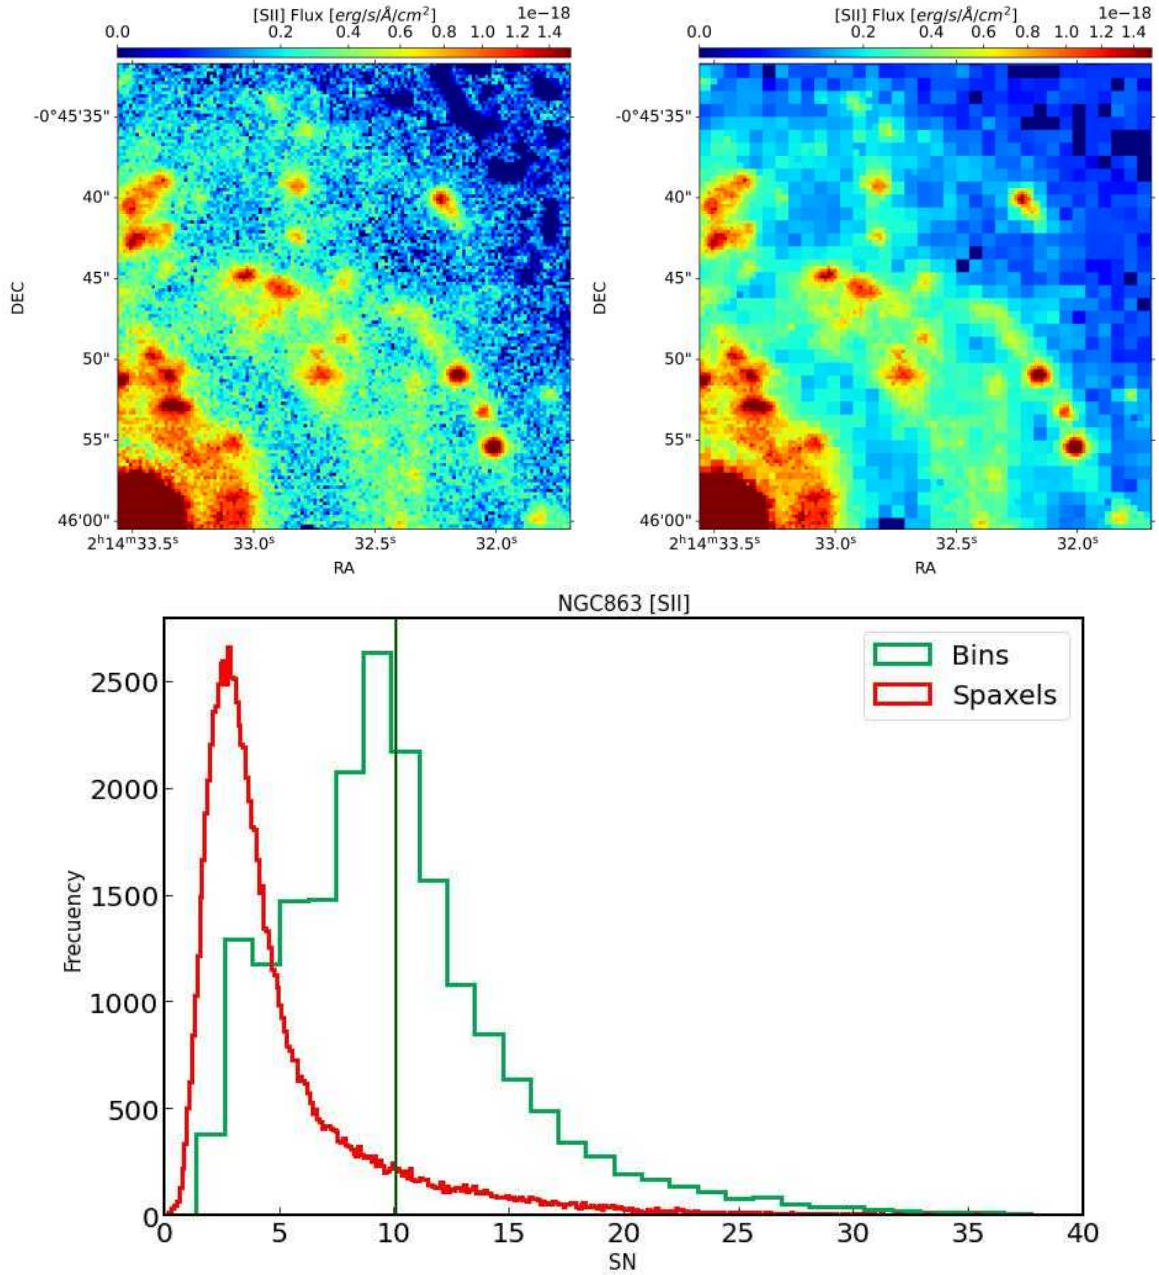 [SII] Flux [erg/s/Å/cm²] 1e−18
0.0 0.2 0.4 0.6 0.8 1.0 1.2 1.4
-0°45'35"
40"
45"
50"
55"
46'00"
DEC
2ʰ14ᵐ33.5ˢ 33.0ˢ 32.5ˢ 32.0ˢ
RA
[SII] Flux [erg/s/Å/cm²] 1e−18
0.0 0.2 0.4 0.6 0.8 1.0 1.2 1.4
-0°45'35"
40"
45"
50"
55"
46'00"
DEC
2ʰ14ᵐ33.5ˢ 33.0ˢ 32.5ˢ 32.0ˢ
RA
NGC863 [SII]
Bins
Spaxels
2500
2000
1500
1000
500
0
Frecuency
0 5 10 15 20 25 30 35 40
SN